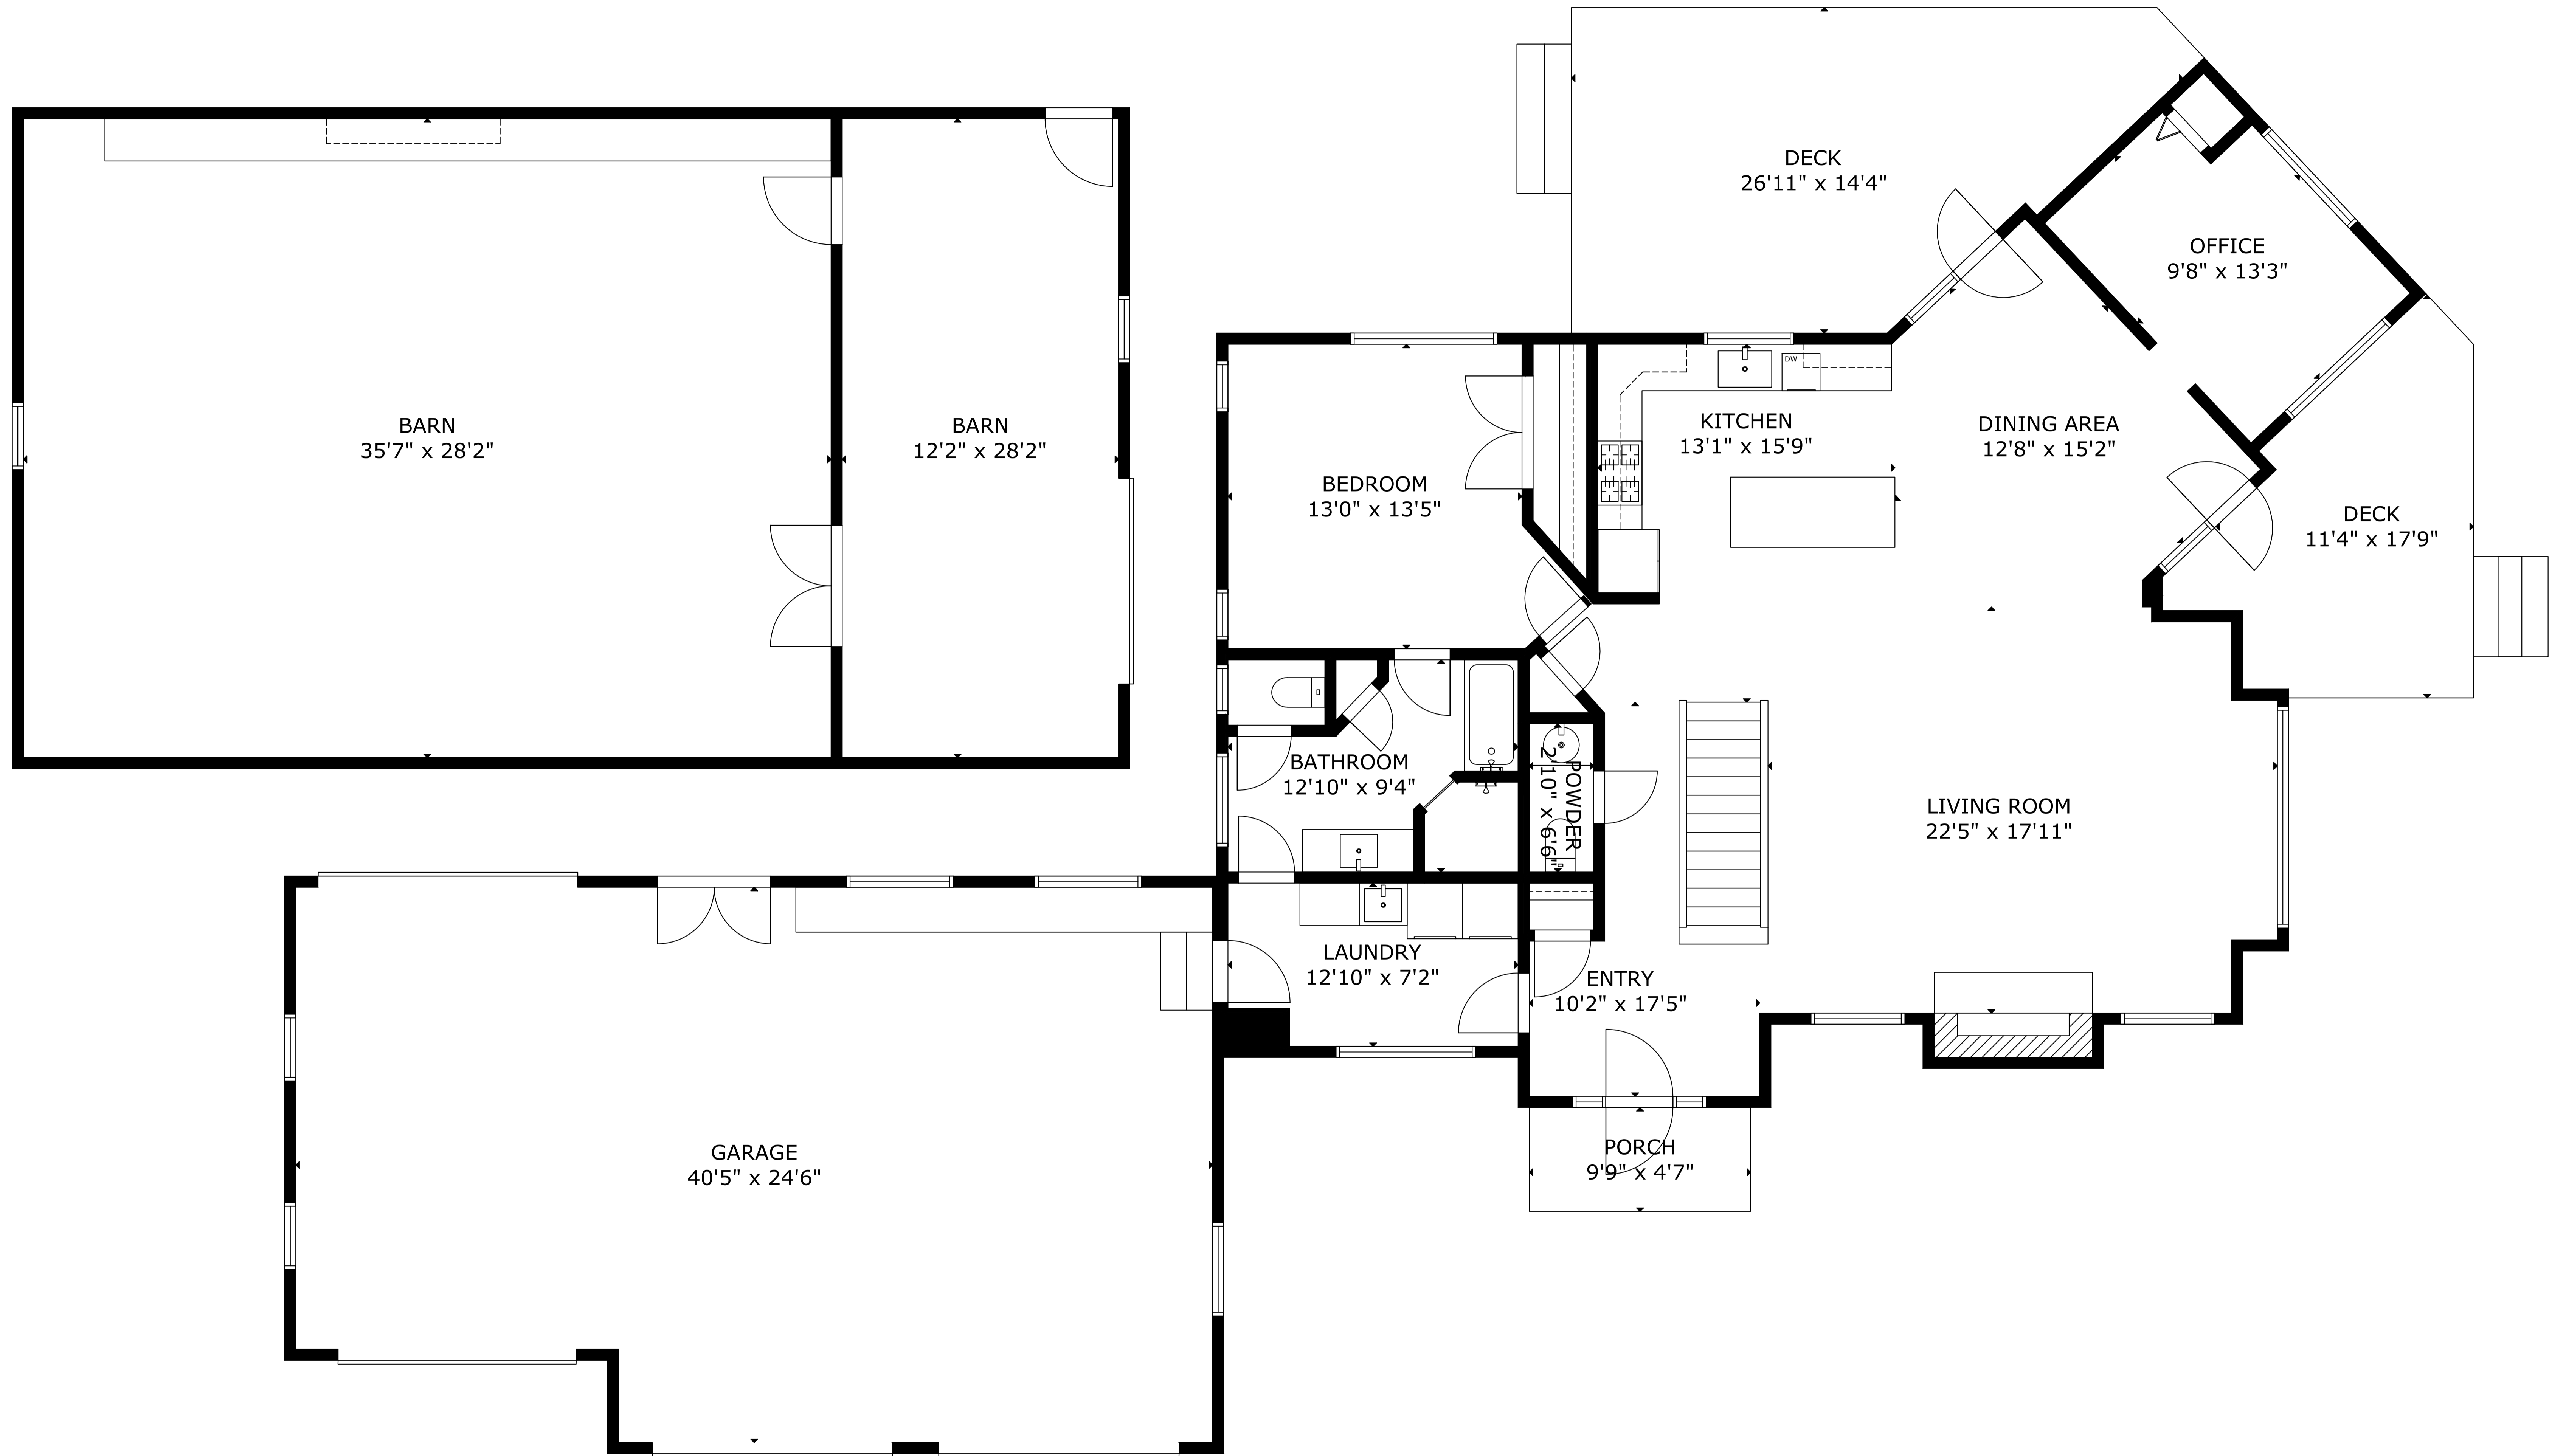 DECK
26'11" x 14'4"
OFFICE
9'8" x 13'3"
BARN
35'7" x 28'2"
BARN
12'2" x 28'2"
DW
KITCHEN
13'1" x 15'9"
DINING AREA
12'8" x 15'2"
BEDROOM
13'0" x 13'5"
DECK
11'4" x 17'9"
BATHROOM
12'10" x 9'4"
POWDER
2'10" x 6'6"
LIVING ROOM
22'5" x 17'11"
LAUNDRY
12'10" x 7'2"
ENTRY
10'2" x 17'5"
GARAGE
40'5" x 24'6"
PORCH
9'9" x 4'7"